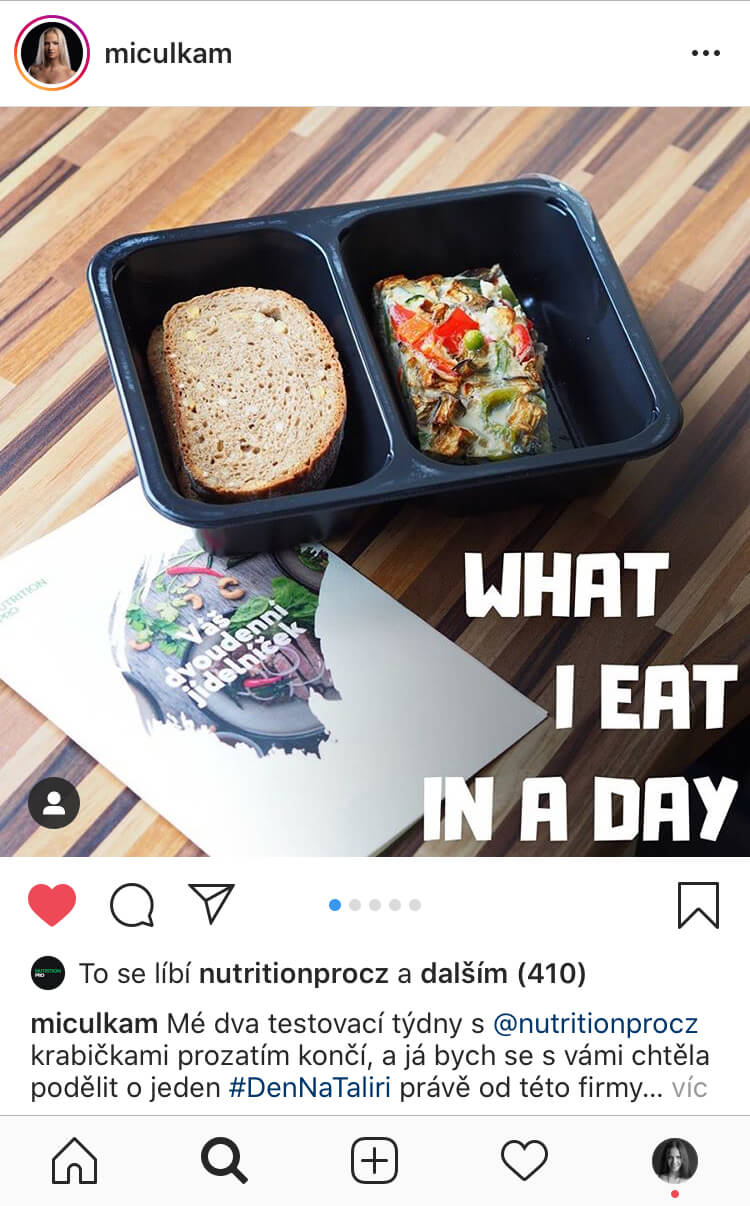 miculkam
NUTRITION
PRO
Váš
dvoudenní
jídelníček
WHAT
I EAT
IN A DAY
NUTRITION
PRO
To se líbí nutritionprocz a dalším (410)
miculkam Mé dva testovací týdny s @nutritionprocz
krabičkami prozatím končí, a já bych se s vámi chtěla
podělit o jeden #DenNaTaliri právě od této firmy... víc